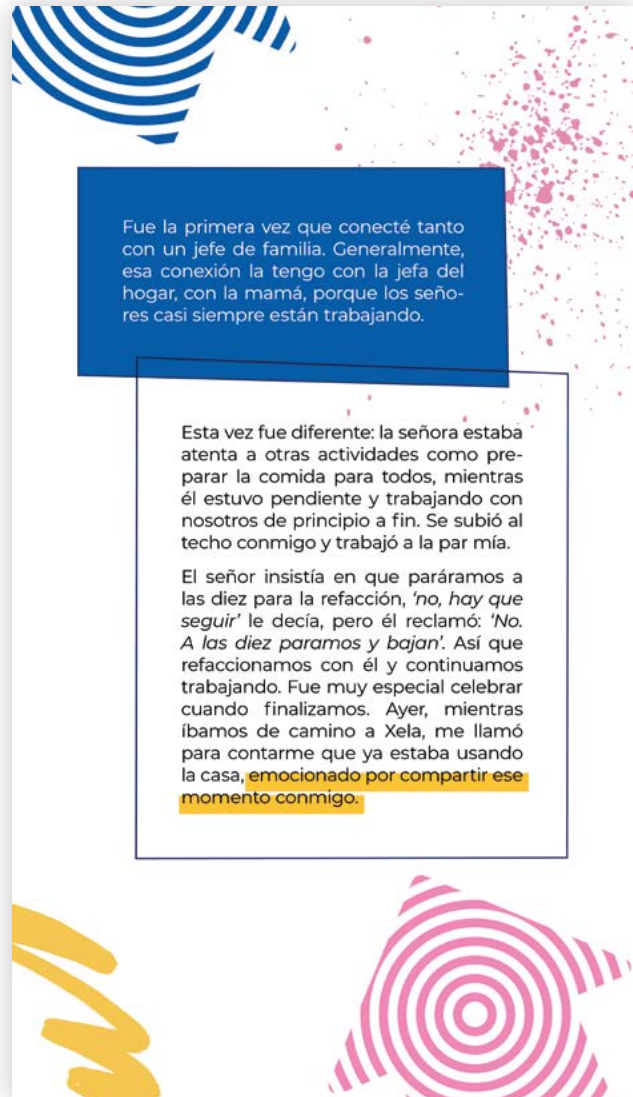 Fue la primera vez que conecté tanto
con un jefe de familia. Generalmente,
esa conexión la tengo con la jefa del
hogar, con la mamá, porque los seño-
res casi siempre están trabajando.
Esta vez fue diferente: la señora estaba
atenta a otras actividades como pre-
parar la comida para todos, mientras
él estuvo pendiente y trabajando con
nosotros de principio a fin. Se subió al
techo conmigo y trabajó a la par mía.
El señor insistía en que paráramos a
las diez para la refacción, ‘no, hay que
seguir’ le decía, pero él reclamó: ‘No.
A las diez paramos y bajan’. Así que
refaccionamos con él y continuamos
trabajando. Fue muy especial celebrar
cuando finalizamos. Ayer, mientras
íbamos de camino a Xela, me llamó
para contarme que ya estaba usando
la casa, emocionado por compartir ese
momento conmigo.